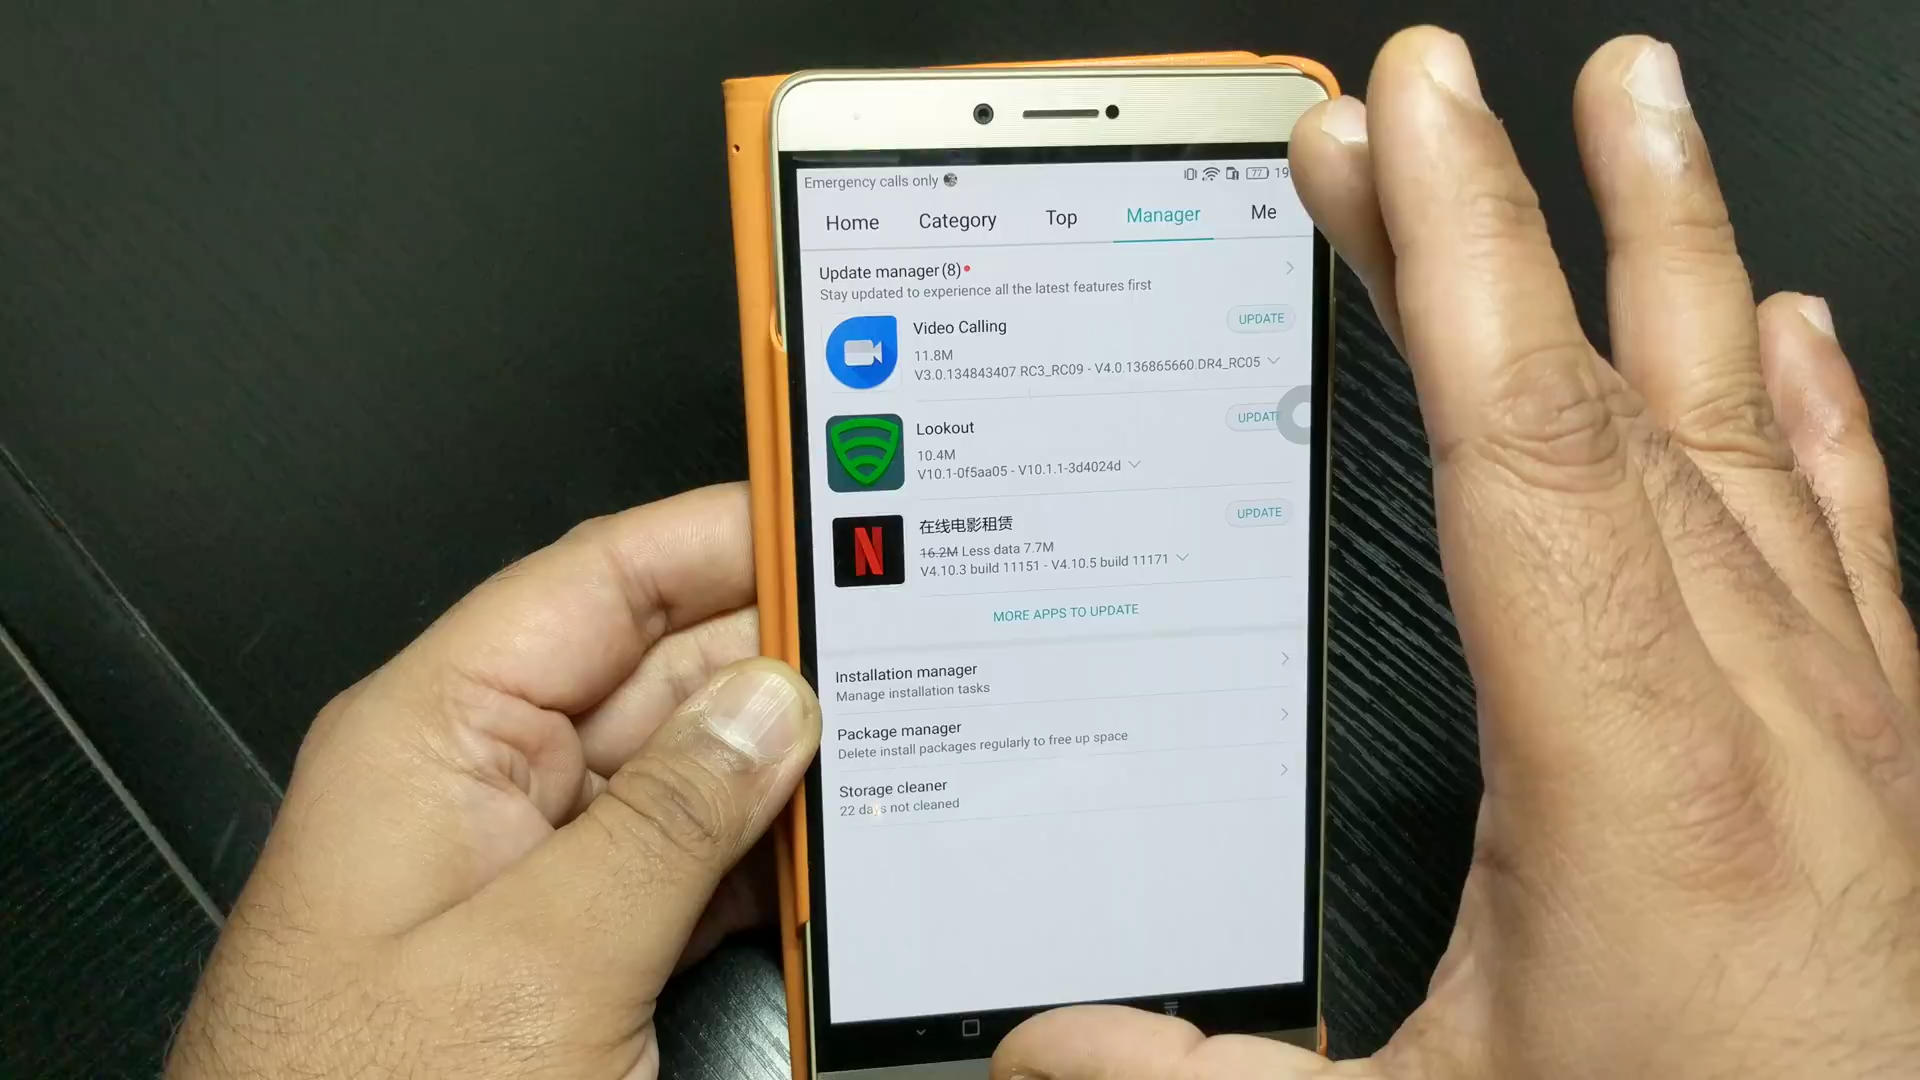 Emergency calls only
77 19
Home Category Top Manager Me
Update manager (8)
Stay updated to experience all the latest features first
Video Calling
UPDATE
11.8M
V3.0.134843407.RC3_RC09 - V4.0.136865660.DR4_RC05
Lookout
UPDATE
10.4M
V10.1-0f5aa05 - V10.1.1-3d4024d
N
在线电影租赁
UPDATE
16.2M Less data 7.7M
V4.10.3 build 11151 - V4.10.5 build 11171
MORE APPS TO UPDATE
Installation manager
Manage installation tasks
Package manager
Delete install packages regularly to free up space
Storage cleaner
22 days not cleaned